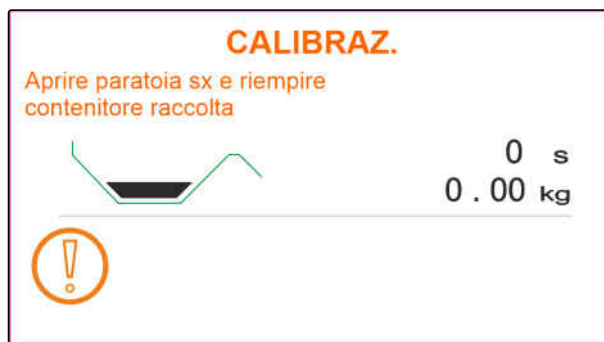 CALIBRAZ.
Aprire paratoia sx e riempire
contenitore raccolta
0 s
0.00 kg